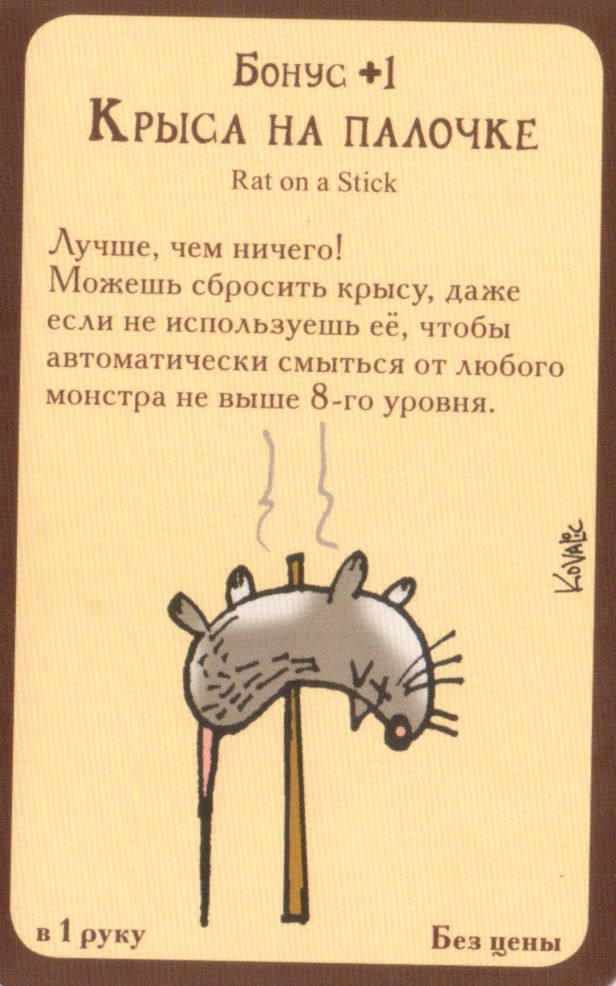 Бонус +1
Крыса на палочке
Rat on a Stick
Лучше, чем ничего!
Можешь сбросить крысу, даже
если не используешь её, чтобы
автоматически смыться от любого
монстра не выше 8-го уровня.
Kovalic
в 1 руку
Без цены